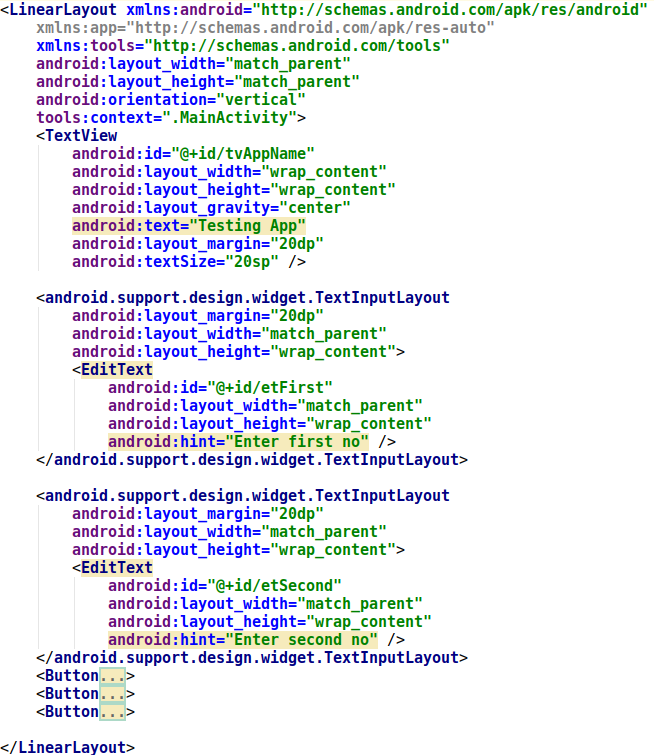 <LinearLayout xmlns:android="http://schemas.android.com/apk/res/android"
    xmlns:app="http://schemas.android.com/apk/res-auto"
    xmlns:tools="http://schemas.android.com/tools"
    android:layout_width="match_parent"
    android:layout_height="match_parent"
    android:orientation="vertical"
    tools:context=".MainActivity">
    <TextView
        android:id="@+id/tvAppName"
        android:layout_width="wrap_content"
        android:layout_height="wrap_content"
        android:layout_gravity="center"
        android:text="Testing App"
        android:layout_margin="20dp"
        android:textSize="20sp" />

    <android.support.design.widget.TextInputLayout
        android:layout_margin="20dp"
        android:layout_width="match_parent"
        android:layout_height="wrap_content">
        <EditText
            android:id="@+id/etFirst"
            android:layout_width="match_parent"
            android:layout_height="wrap_content"
            android:hint="Enter first no" />
    </android.support.design.widget.TextInputLayout>

    <android.support.design.widget.TextInputLayout
        android:layout_margin="20dp"
        android:layout_width="match_parent"
        android:layout_height="wrap_content">
        <EditText
            android:id="@+id/etSecond"
            android:layout_width="match_parent"
            android:layout_height="wrap_content"
            android:hint="Enter second no" />
    </android.support.design.widget.TextInputLayout>
    <Button...>
    <Button...>
    <Button...>

</LinearLayout>